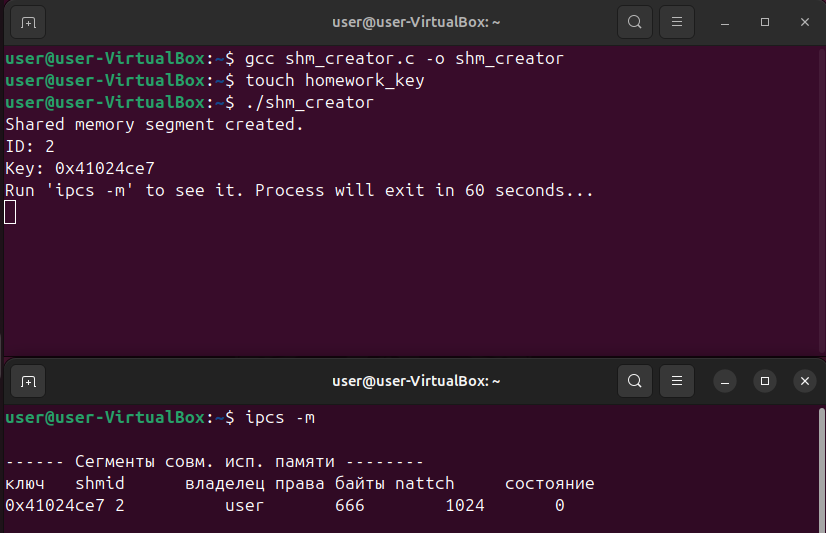 user@user-VirtualBox: ~
user@user-VirtualBox:~$ gcc shm_creator.c -o shm_creator
user@user-VirtualBox:~$ touch homework_key
user@user-VirtualBox:~$ ./shm_creator
Shared memory segment created.
ID: 2
Key: 0x41024ce7
Run 'ipcs -m' to see it. Process will exit in 60 seconds...
user@user-VirtualBox: ~
user@user-VirtualBox:~$ ipcs -m
------ Сегменты совм. исп. памяти --------
ключ shmid владелец права байты nattch состояние
0x41024ce7 2 user 666 1024 0